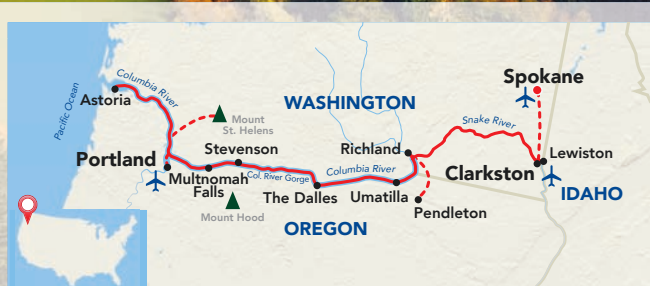 Spokane
Pacific Ocean
Columbia River
Astoria
WASHINGTON
Mount
St. Helens
Snake River
Portland
Stevenson
Richland
Lewiston
Clarkston
Multnomah
Falls
Col. River Gorge
Columbia River
The Dalles
Umatilla
IDAHO
Mount Hood
Pendleton
OREGON